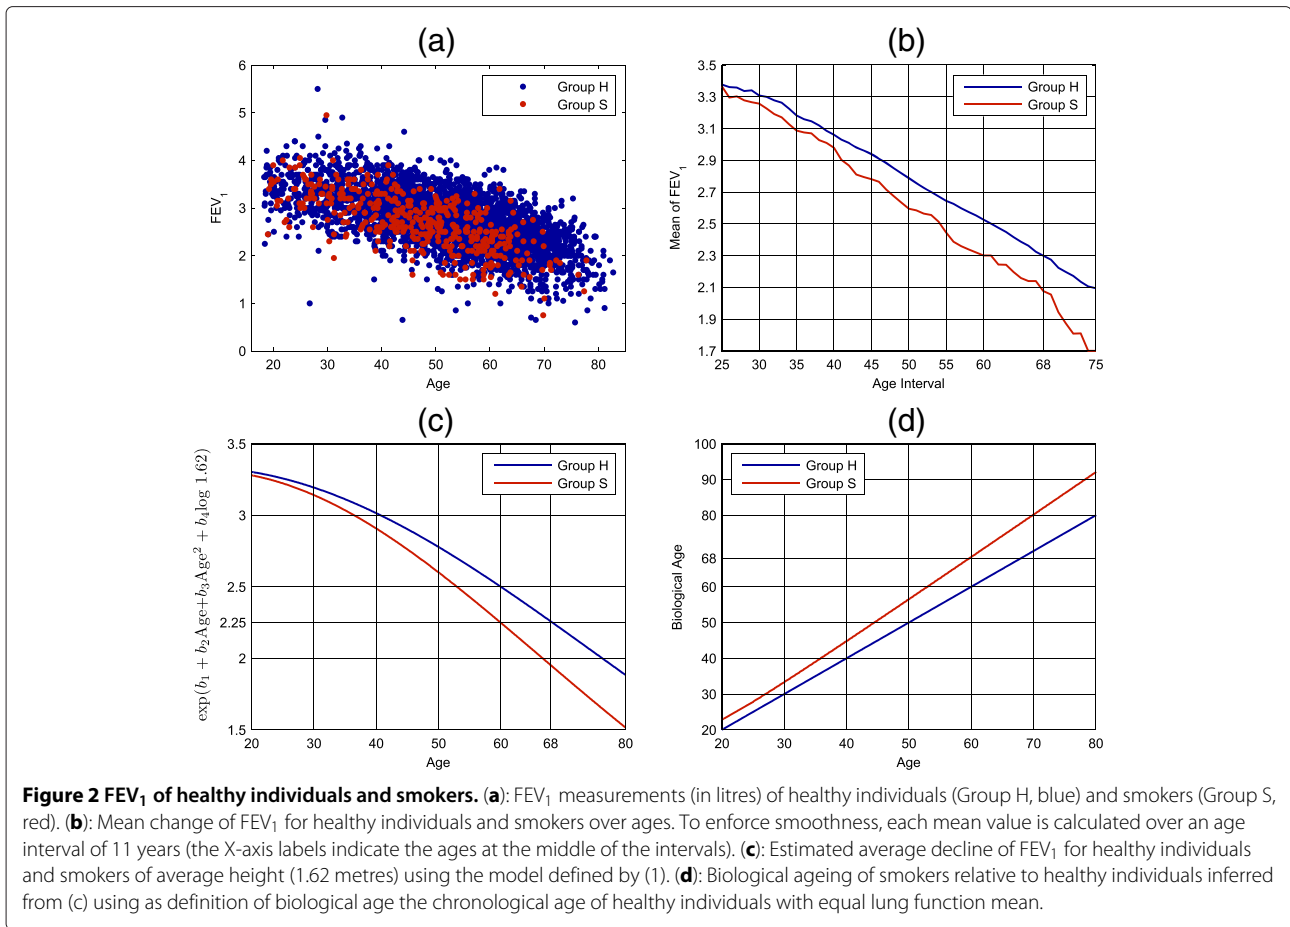 (a)
6
5
4
3
2
1
0
FEV1
Group H
Group S
20 30 40 50 60 70 80
Age
(b)
3.5
3.3
3.1
2.9
2.7
2.5
2.3
2.1
1.9
1.7
Mean of FEV1
Group H
Group S
25 30 35 40 45 50 55 60 68 75
Age Interval
(c)
3.5
3
2.5
2.25
2
1.5
exp(b1 + b2Age+b3Age2 + b4log 1.62)
Group H
Group S
20 30 40 50 60 68 80
Age
(d)
100
90
80
68
60
50
40
30
20
Biological Age
Group H
Group S
20 30 40 50 60 70 80
Age
Figure 2 FEV1 of healthy individuals and smokers. (a): FEV1 measurements (in litres) of healthy individuals (Group H, blue) and smokers (Group S,
red). (b): Mean change of FEV1 for healthy individuals and smokers over ages. To enforce smoothness, each mean value is calculated over an age
interval of 11 years (the X-axis labels indicate the ages at the middle of the intervals). (c): Estimated average decline of FEV1 for healthy individuals
and smokers of average height (1.62 metres) using the model defined by (1). (d): Biological ageing of smokers relative to healthy individuals inferred
from (c) using as definition of biological age the chronological age of healthy individuals with equal lung function mean.